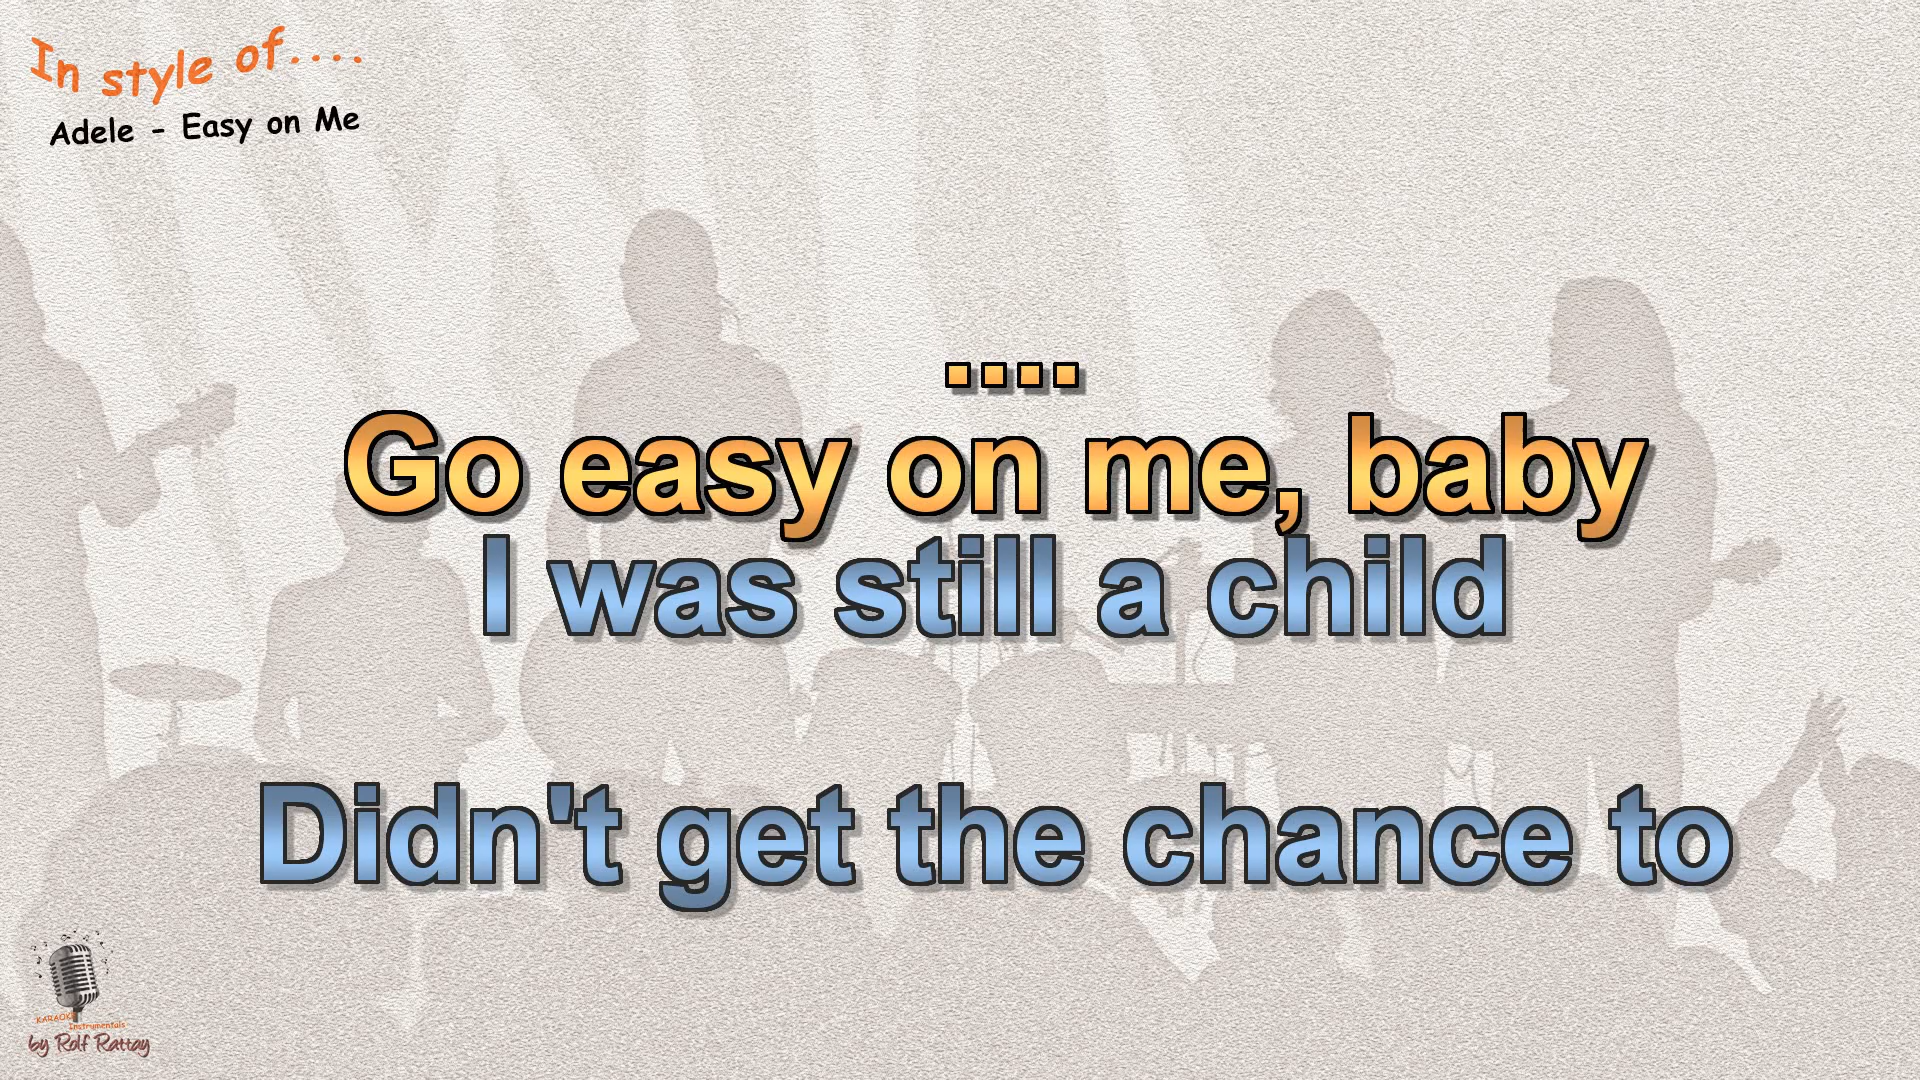 In style of....
Adele - Easy on Me
....
Go easy on me, baby
I was still a child
Didn't get the chance to
KARAOKE
Instrumentals
by Rolf Rattay